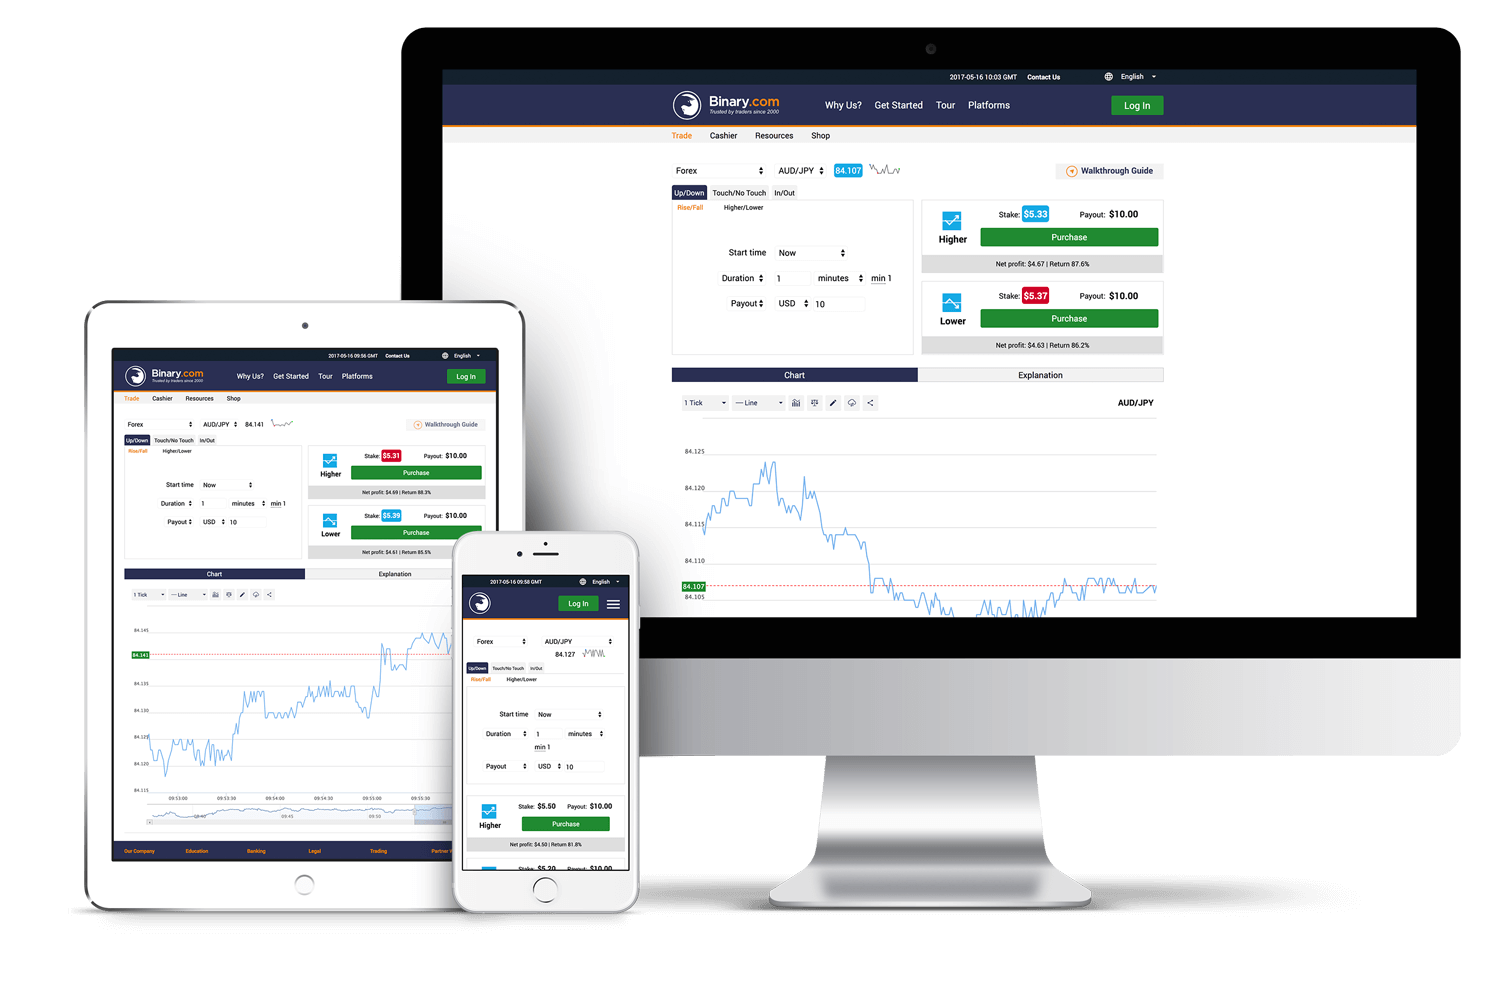 2017-05-16 10:03 GMT Contact Us English
Binary.com
Trusted by traders since 2000
Why Us? Get Started Tour Platforms Log In
Trade Cashier Resources Shop
Forex AUD/JPY 84.107 Walkthrough Guide
Up/Down Touch/No Touch In/Out
Rise/Fall Higher/Lower
Start time Now
Duration 1 minutes min 1
Payout USD 10
Stake: $5.33 Payout: $10.00
Higher Purchase
Net profit: $4.67 | Return 87.6%
Stake: $5.37 Payout: $10.00
Lower Purchase
Net profit: $4.63 | Return 86.2%
Chart Explanation
1 Tick Line AUD/JPY
84.125
84.120
84.115
84.110
84.107
84.105
2017-05-16 09:56 GMT Contact Us English
Binary.com
Trusted by traders since 2000
Why Us? Get Started Tour Platforms Log In
Trade Cashier Resources Shop
Forex AUD/JPY 84.141 Walkthrough Guide
Up/Down Touch/No Touch In/Out
Rise/Fall Higher/Lower
Start time Now
Duration 1 minutes min 1
Payout USD 10
Stake: $5.31 Payout: $10.00
Higher Purchase
Net profit: $4.69 | Return 88.3%
Stake: $5.39 Payout: $10.00
Lower Purchase
Net profit: $4.61 | Return 85.5%
Chart Explanation
1 Tick Line
84.145
84.141
84.135
84.130
84.125
84.120
84.115
09:53:00 09:53:30 09:54:00 09:54:30 09:55:00 09:55:30
09:40 09:45 09:50
Our Company Education Banking Legal Trading Partner
2017-05-16 09:58 GMT English
Log In
Forex AUD/JPY
84.127
Up/Down Touch/No Touch In/Out
Rise/Fall Higher/Lower
Start time Now
Duration 1 minutes
min 1
Payout USD 10
Stake: $5.50 Payout: $10.00
Higher Purchase
Net profit: $4.50 | Return 81.8%
Stake: $5.20 Payout: $10.00